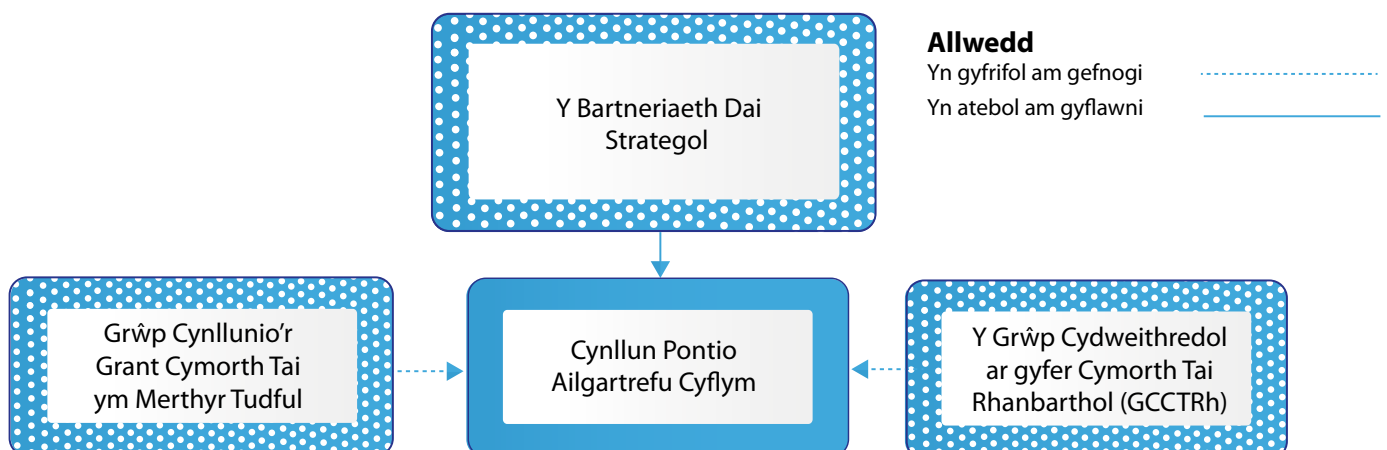 Y Bartneriaeth Dai
Strategol
Allwedd
Yn gyfrifol am gefnogi
Yn atebol am gyflawni
Grŵp Cynllunio'r
Grant Cymorth Tai
ym Merthyr Tudful
Cynllun Pontio
Ailgartrefu Cyflym
Y Grŵp Cydweithredol
ar gyfer Cymorth Tai
Rhanbarthol (GCCTRh)